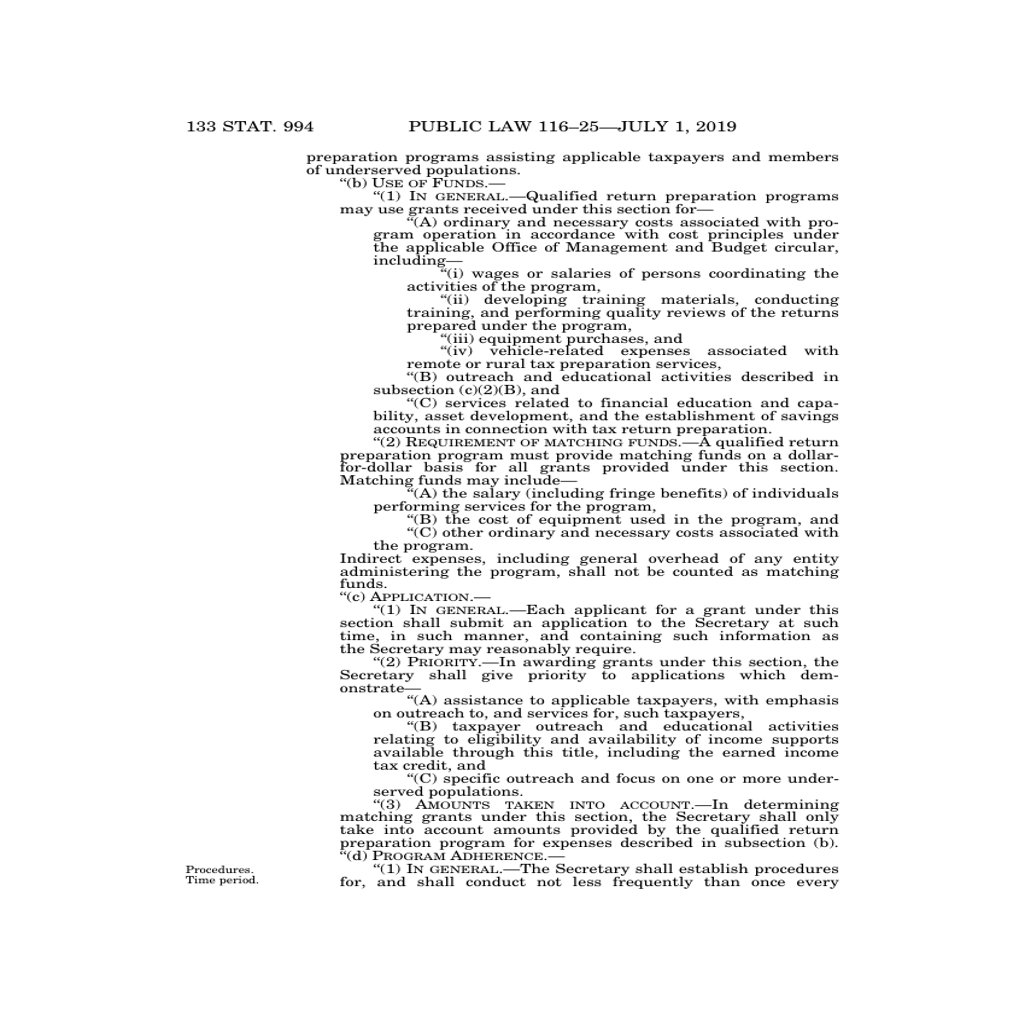 133 STAT. 994 PUBLIC LAW 116–25—JULY 1, 2019
preparation programs assisting applicable taxpayers and members
of underserved populations.
“(b) USE OF FUNDS.—
“(1) IN GENERAL.—Qualified return preparation programs
may use grants received under this section for—
“(A) ordinary and necessary costs associated with pro-
gram operation in accordance with cost principles under
the applicable Office of Management and Budget circular,
including—
“(i) wages or salaries of persons coordinating the
activities of the program,
“(ii) developing training materials, conducting
training, and performing quality reviews of the returns
prepared under the program,
“(iii) equipment purchases, and
“(iv) vehicle-related expenses associated with
remote or rural tax preparation services,
“(B) outreach and educational activities described in
subsection (c)(2)(B), and
“(C) services related to financial education and capa-
bility, asset development, and the establishment of savings
accounts in connection with tax return preparation.
“(2) REQUIREMENT OF MATCHING FUNDS.—A qualified return
preparation program must provide matching funds on a dollar-
for-dollar basis for all grants provided under this section.
Matching funds may include—
“(A) the salary (including fringe benefits) of individuals
performing services for the program,
“(B) the cost of equipment used in the program, and
“(C) other ordinary and necessary costs associated with
the program.
Indirect expenses, including general overhead of any entity
administering the program, shall not be counted as matching
funds.
“(c) APPLICATION.—
“(1) IN GENERAL.—Each applicant for a grant under this
section shall submit an application to the Secretary at such
time, in such manner, and containing such information as
the Secretary may reasonably require.
“(2) PRIORITY.—In awarding grants under this section, the
Secretary shall give priority to applications which dem-
onstrate—
“(A) assistance to applicable taxpayers, with emphasis
on outreach to, and services for, such taxpayers,
“(B) taxpayer outreach and educational activities
relating to eligibility and availability of income supports
available through this title, including the earned income
tax credit, and
“(C) specific outreach and focus on one or more under-
served populations.
“(3) AMOUNTS TAKEN INTO ACCOUNT.—In determining
matching grants under this section, the Secretary shall only
take into account amounts provided by the qualified return
preparation program for expenses described in subsection (b).
“(d) PROGRAM ADHERENCE.—
“(1) IN GENERAL.—The Secretary shall establish procedures
for, and shall conduct not less frequently than once every
Procedures.
Time period.